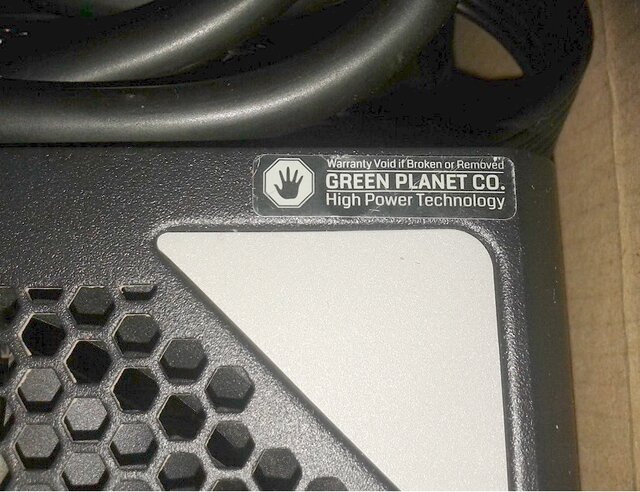 Warranty Void if Broken or Removed
GREEN PLANET CO.
High Power Technology